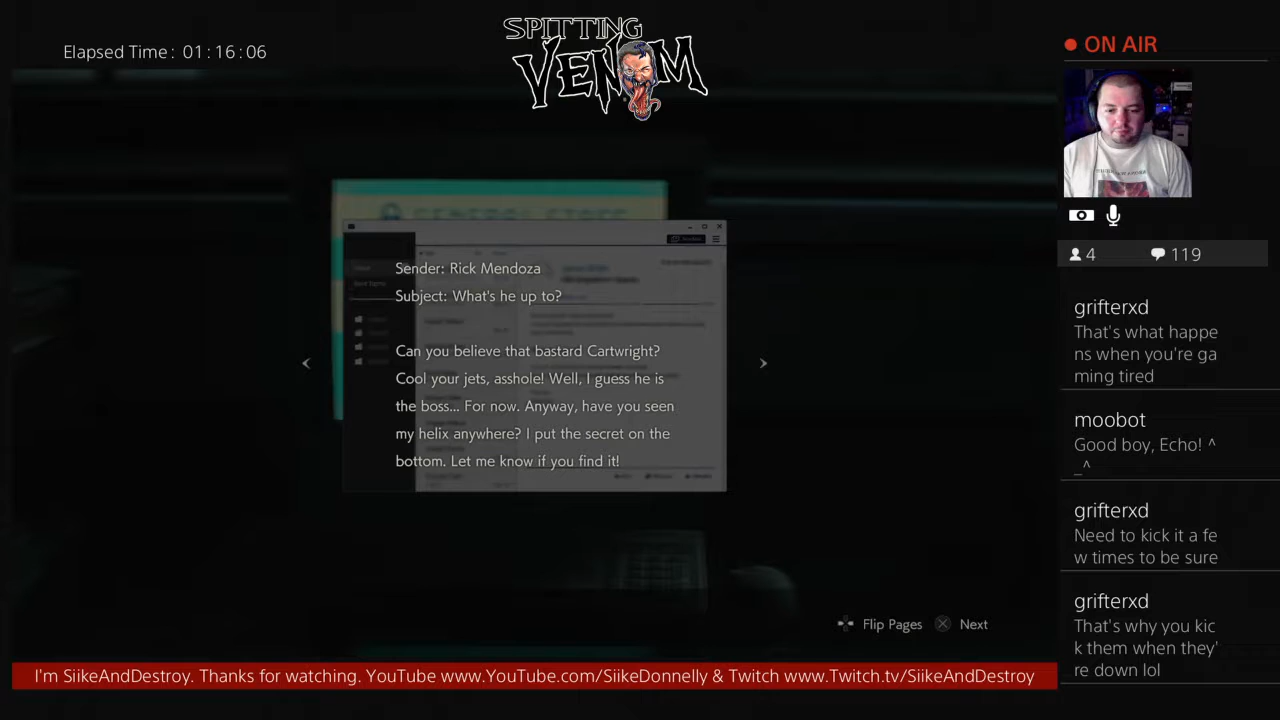 SPITTING
VENOM
Elapsed Time: 01:16:06
ON AIR
4
119
GENERAL STORE
Sender: Rick Mendoza
Subject: What's he up to?
Can you believe that bastard Cartwright?
Cool your jets, asshole! Well, I guess he is
the boss... For now. Anyway, have you seen
my helix anywhere? I put the secret on the
bottom. Let me know if you find it!
Flip Pages
Next
grifterxd
That's what happe
ns when you're ga
ming tired
moobot
Good boy, Echo! ^
_^
grifterxd
Need to kick it a fe
w times to be sure
grifterxd
That's why you kic
k them when they'
re down lol
I'm SiikeAndDestroy. Thanks for watching. YouTube www.YouTube.com/SiikeDonnelly & Twitch www.Twitch.tv/SiikeAndDestroy